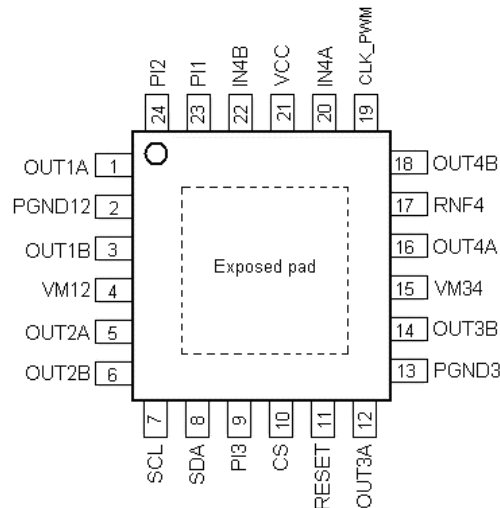 PI2
PI1
IN4B
VCC
IN4A
CLK_PWM
24
23
22
21
20
19
OUT1A 1
PGND12 2
OUT1B 3
VM12 4
OUT2A 5
OUT2B 6
Exposed pad
18 OUT4B
17 RNF4
16 OUT4A
15 VM34
14 OUT3B
13 PGND3
7
8
9
10
11
12
SCL
SDA
PI3
CS
RESET
OUT3A